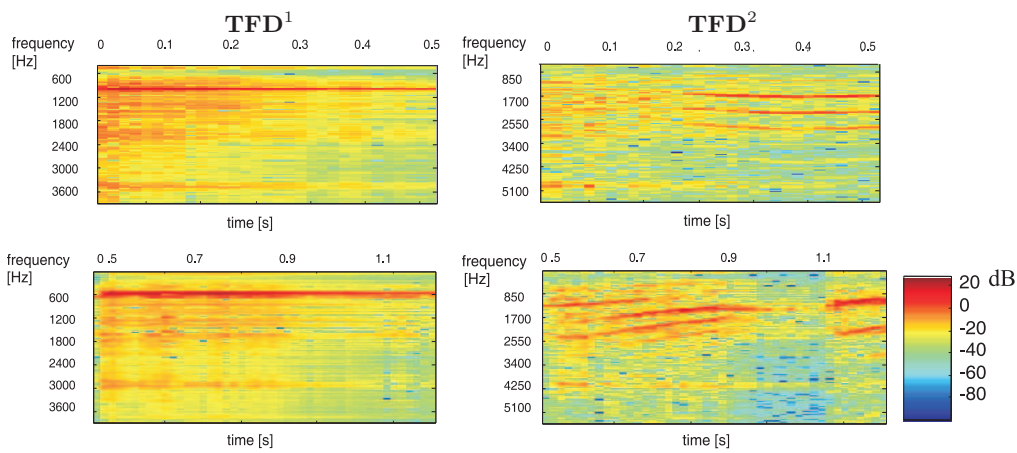 TFD¹ TFD²
frequency [Hz]
0 0.1 0.2 0.3 0.4 0.5
600
1200
1800
2400
3000
3600
time [s]
frequency [Hz]
0 0.1 0.2 0.3 0.4 0.5
850
1700
2550
3400
4250
5100
time [s]
frequency [Hz]
0.5 0.7 0.9 1.1
600
1200
1800
2400
3000
3600
time [s]
frequency [Hz]
0.5 0.7 0.9 1.1
850
1700
2550
3400
4250
5100
time [s]
20 dB
0
-20
-40
-60
-80